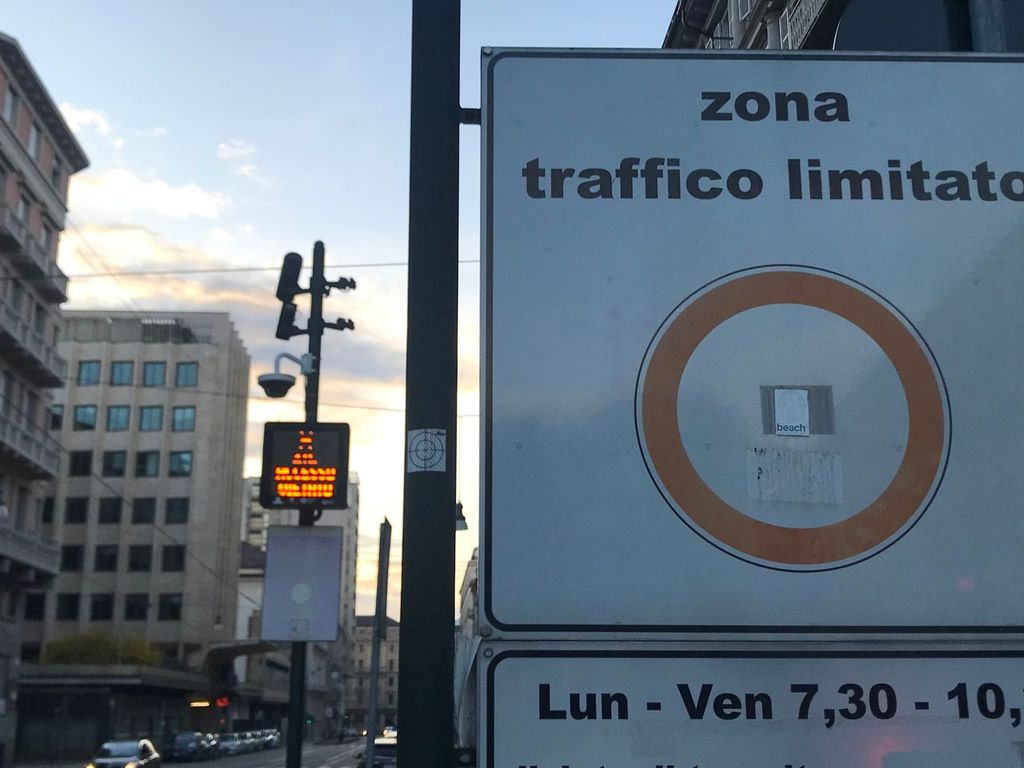 zona
traffico limitato
beach
Lun - Ven 7,30 - 10,